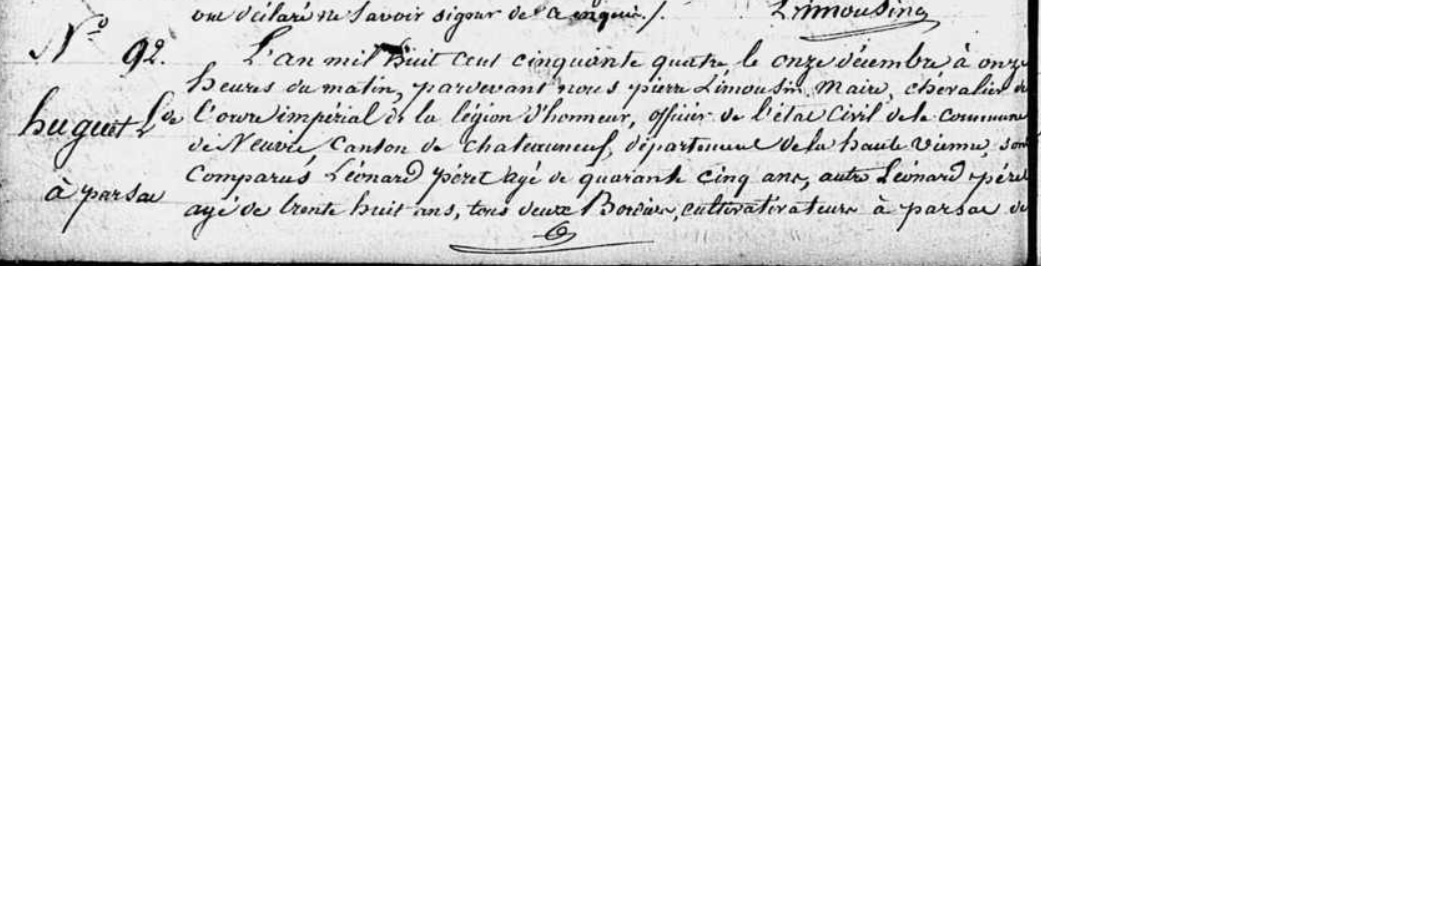 ont déclaré ne savoir signer de ce enquis./. Limousin
N° 92. L'an mil huit cent cinquante quatre, le onze décembre à onze
heures du matin, pardevant nous pierre Limousin, Maire, chevalier de
huguet L.de l'ordre impérial de la légion d'honneur, officier de l'état civil de la commune
de Neuvic, Canton de Chateauneuf, département de la haute vienne, sont
Comparus Léonard péret agé de quarante cinq ans, autre Léonard péret
à parsac agé de trente huit ans, tous deux Bordiers, cultivativateurs à parsac de